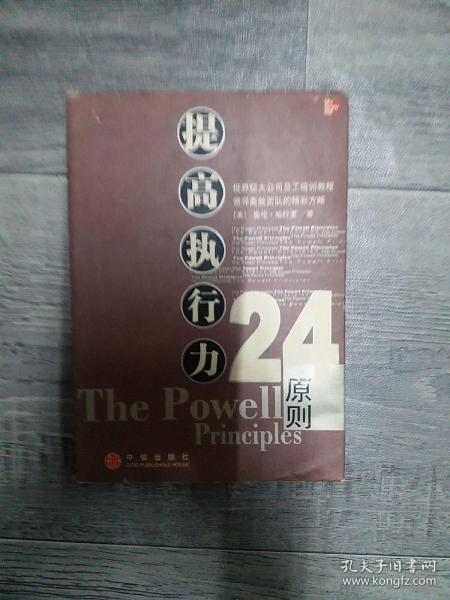 提高执行力
世界级大公司员工培训教程
领导高效团队的精彩方略
[美] 奥伦·哈拉里 / 著
The Powell Principles
24
原则
The Powell
Principles
中信出版社
CITIC PUBLISHING HOUSE
孔夫子旧书网
www.kongfz.com